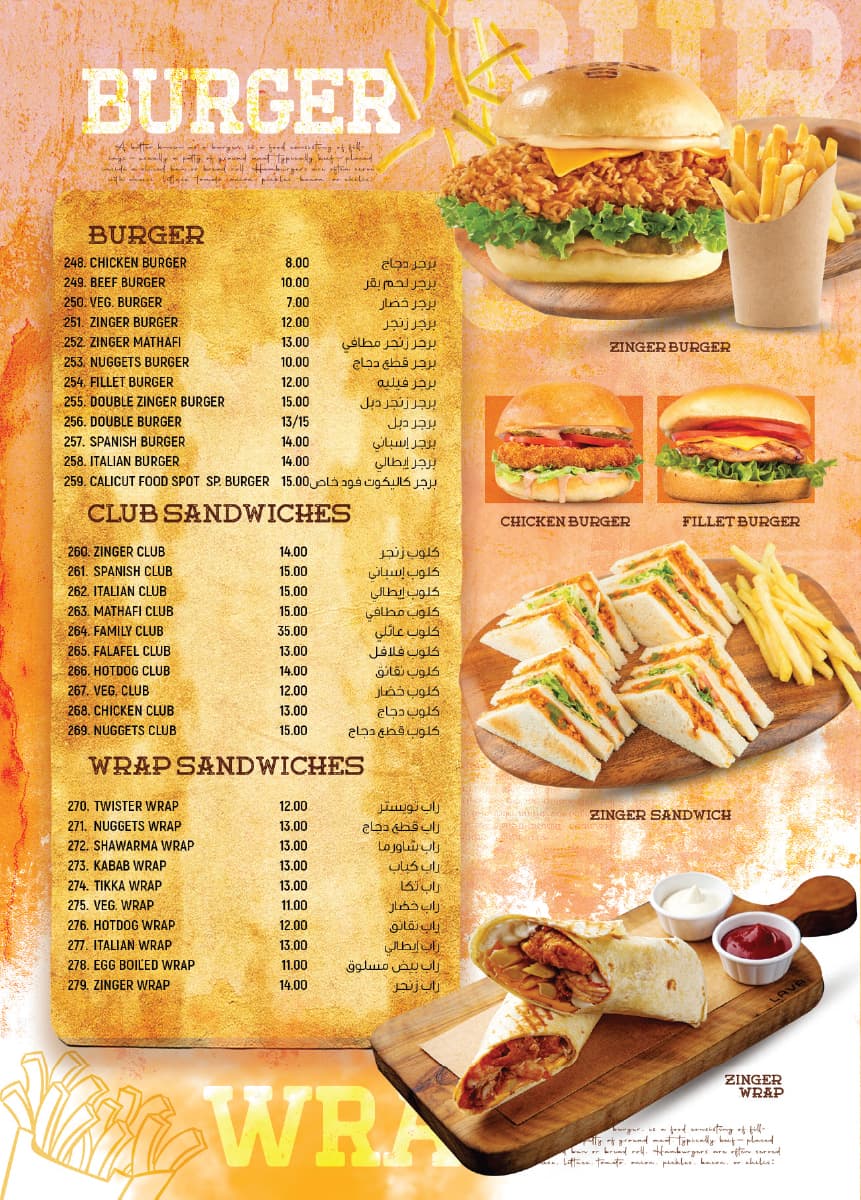 BUR
BURGER
BURGER
248. CHICKEN BURGER 8.00 برجر دجاج
249. BEEF BURGER 10.00 برجر لحم بقر
250. VEG. BURGER 7.00 برجر خضار
251. ZINGER BURGER 12.00 برجر زنجر
252. ZINGER MATHAFI 13.00 برجر زنجر مطافي
253. NUGGETS BURGER 10.00 برجر قطع دجاج
254. FILLET BURGER 12.00 برجر فيليه
255. DOUBLE ZINGER BURGER 15.00 برجر زنجر دبل
256. DOUBLE BURGER 13/15 برجر دبل
257. SPANISH BURGER 14.00 برجر إسباني
258. ITALIAN BURGER 14.00 برجر إيطالي
259. CALICUT FOOD SPOT SP. BURGER 15.00 برجر كاليكوت فود خاص
CLUB SANDWICHES
260. ZINGER CLUB 14.00 كلوب زنجر
261. SPANISH CLUB 15.00 كلوب إسباني
262. ITALIAN CLUB 15.00 كلوب إيطالي
263. MATHAFI CLUB 15.00 كلوب مطافي
264. FAMILY CLUB 35.00 كلوب عائلي
265. FALAFEL CLUB 13.00 كلوب فلافل
266. HOTDOG CLUB 14.00 كلوب نقانق
267. VEG. CLUB 12.00 كلوب خضار
268. CHICKEN CLUB 13.00 كلوب دجاج
269. NUGGETS CLUB 15.00 كلوب قطع دجاج
WRAP SANDWICHES
270. TWISTER WRAP 12.00 راب تويستر
271. NUGGETS WRAP 13.00 راب قطع دجاج
272. SHAWARMA WRAP 13.00 راب شاورما
273. KABAB WRAP 13.00 راب كباب
274. TIKKA WRAP 13.00 راب تكا
275. VEG. WRAP 11.00 راب خضار
276. HOTDOG WRAP 12.00 راب نقانق
277. ITALIAN WRAP 13.00 راب إيطالي
278. EGG BOILED WRAP 11.00 راب بيض مسلوق
279. ZINGER WRAP 14.00 راب زنجر
ZINGER BURGER
CHICKEN BURGER
FILLET BURGER
ZINGER SANDWICH
LAVA
ZINGER
WRAP
WRA